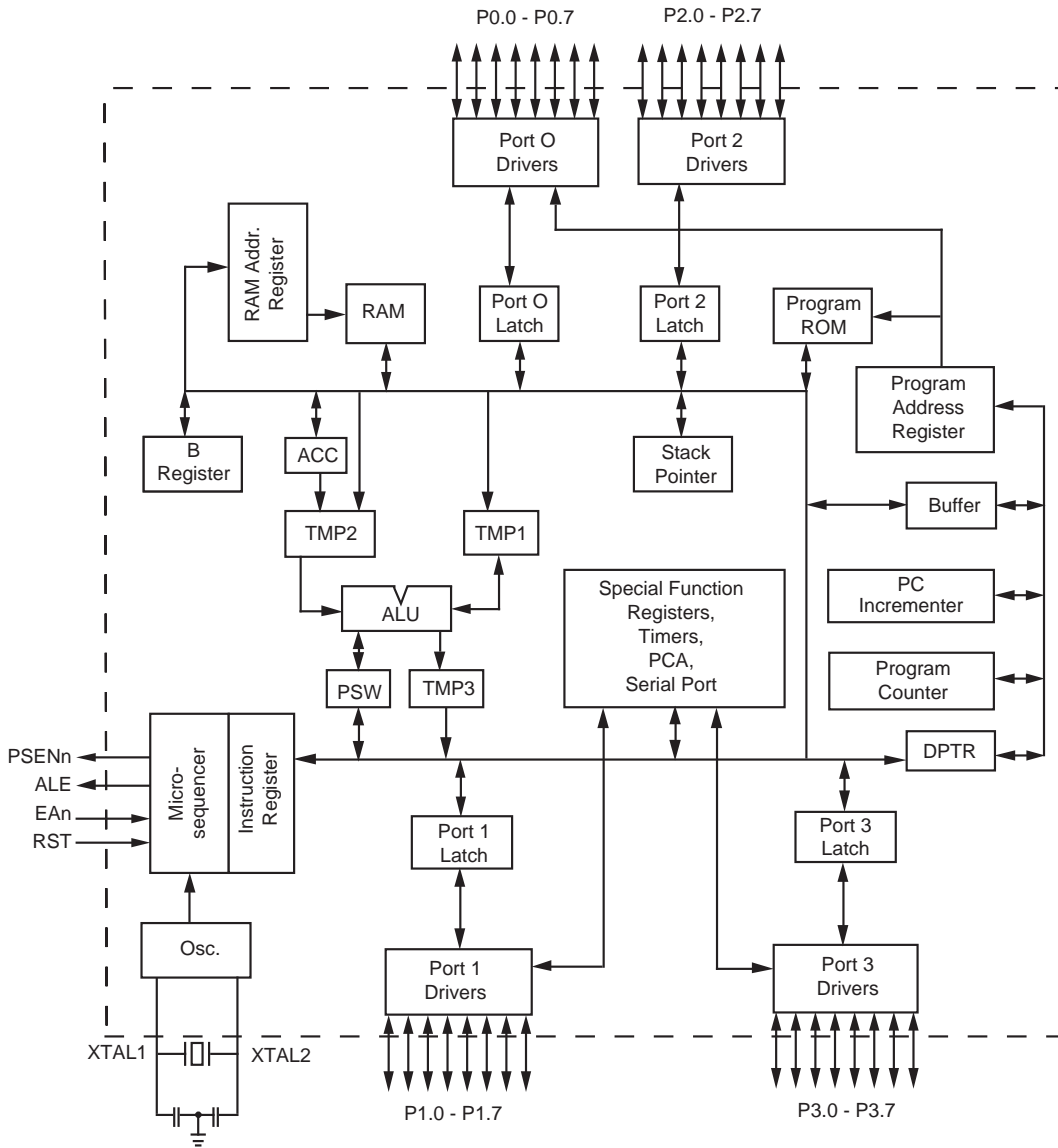 P0.0 - P0.7
P2.0 - P2.7
Port O
Drivers
Port 2
Drivers
RAM Addr.
Register
RAM
Port O
Latch
Port 2
Latch
Program
ROM
Program
Address
Register
B
Register
ACC
Stack
Pointer
Buffer
TMP2
TMP1
ALU
Special Function
Registers,
Timers,
PCA,
Serial Port
PC
Incrementer
PSW
TMP3
Program
Counter
DPTR
PSENn
ALE
EAn
RST
Micro-
sequencer
Instruction
Register
Port 1
Latch
Port 3
Latch
Osc.
Port 1
Drivers
Port 3
Drivers
XTAL1
XTAL2
P1.0 - P1.7
P3.0 - P3.7